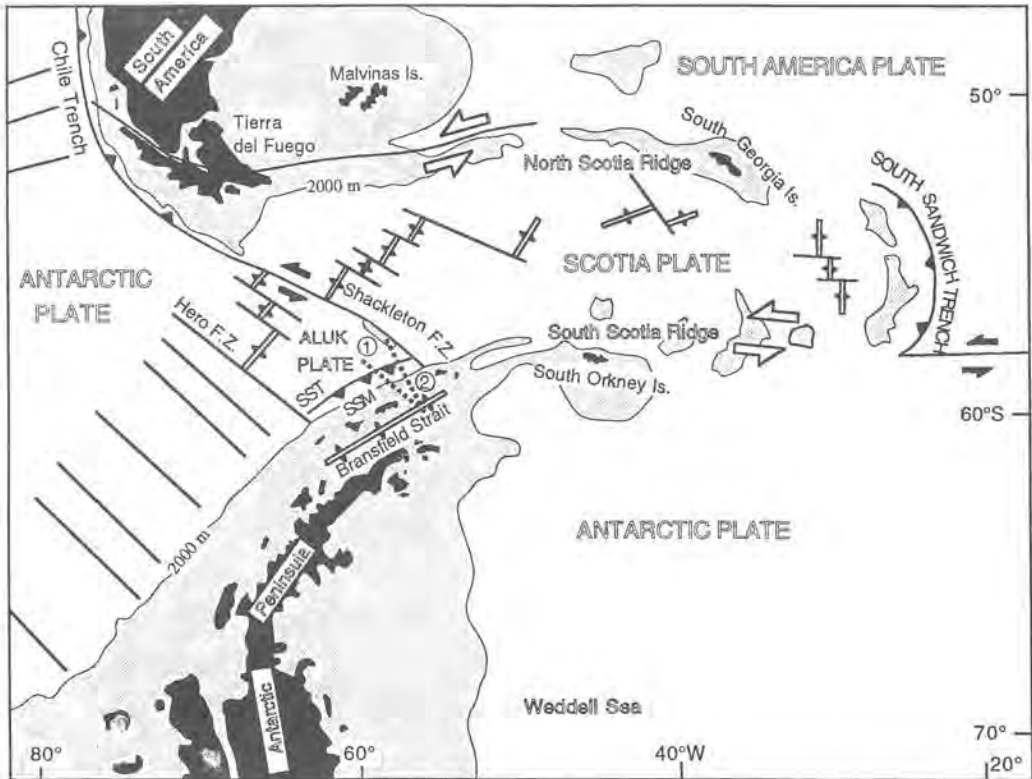 South
America
Malvinas Is.
SOUTH AMERICA PLATE
50°
Chile Trench
Tierra
del Fuego
2000 m
North Scotia Ridge
South Georgia Is.
SOUTH SANDWICH TRENCH
SCOTIA PLATE
ANTARCTIC
PLATE
Hero F.Z.
Shackleton F.Z.
ALUK
PLATE
1
2
SST
SSM
South Scotia Ridge
South Orkney Is.
Bransfield Strait
60°S
2000 m
ANTARCTIC PLATE
Peninsula
Antarctic
Weddell Sea
70°
80°
60°
40°W
20°